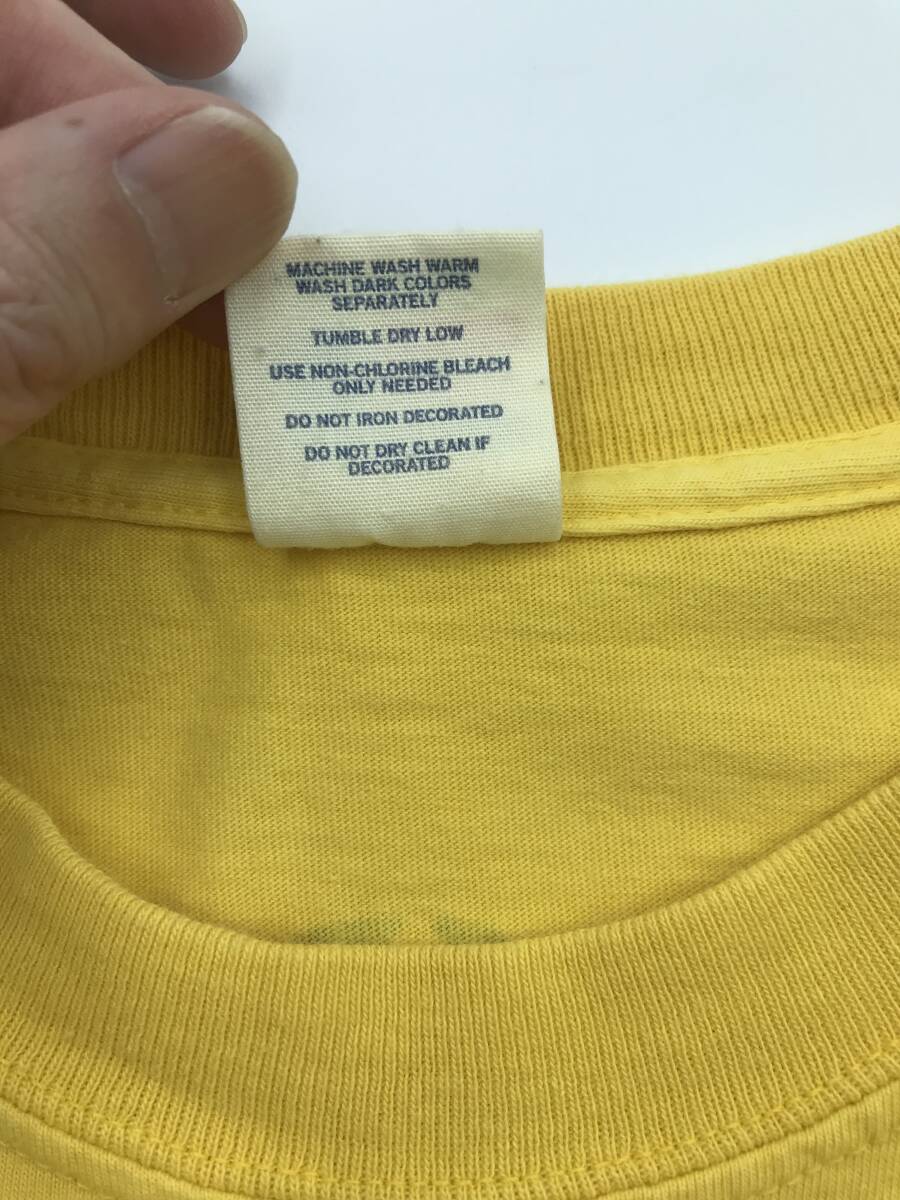 MACHINE WASH WARM
WASH DARK COLORS
SEPARATELY
TUMBLE DRY LOW
USE NON-CHLORINE BLEACH
ONLY NEEDED
DO NOT IRON DECORATED
DO NOT DRY CLEAN IF
DECORATED